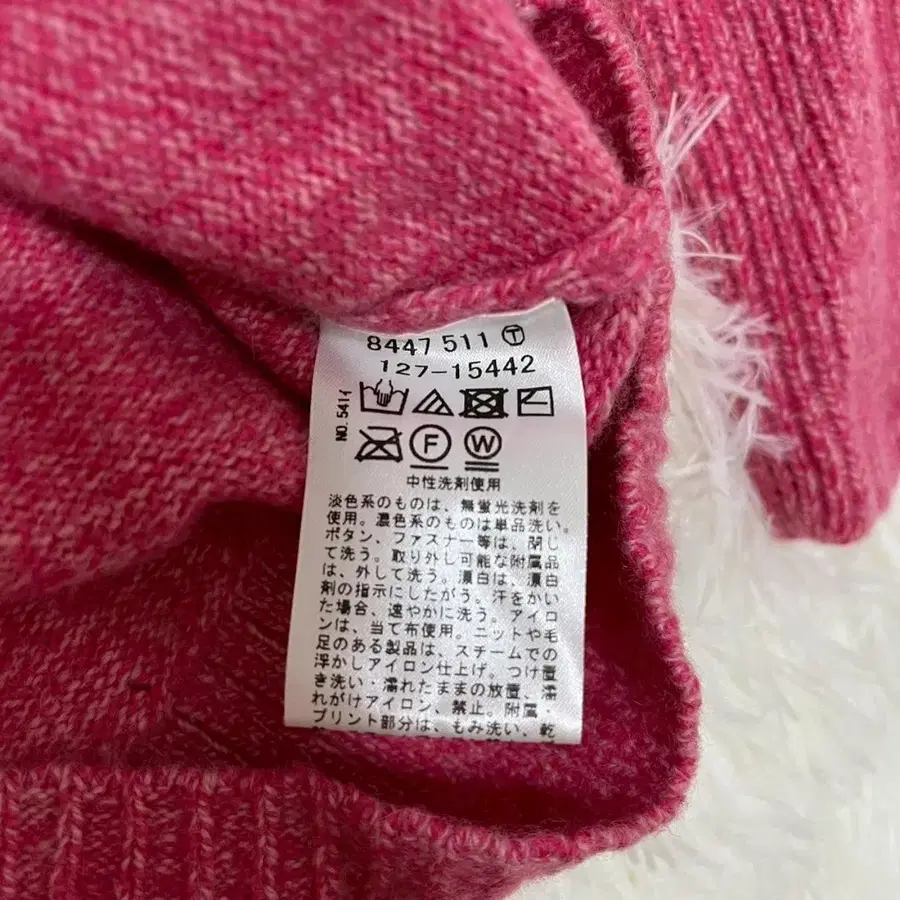 8447 511 Ⓣ
127-15442
NO.5414
F W
中性洗剤使用
淡色系のものは、無蛍光洗剤を
使用。濃色系のものは単品洗い。
ボタン、ファスナー等は、閉じ
て洗う。取り外し可能な附属品
は、外して洗う。漂白は、漂白
剤の指示にしたがう。汗をかい
た場合、速やかに洗う。アイロ
ンは、当て布使用。ニットや毛
足のある製品は、スチームでの
浮かしアイロン仕上げ。つけ置
き洗い・濡れたままの放置、濡
れがけアイロン、禁止。附属・
プリント部分は、もみ洗い、乾